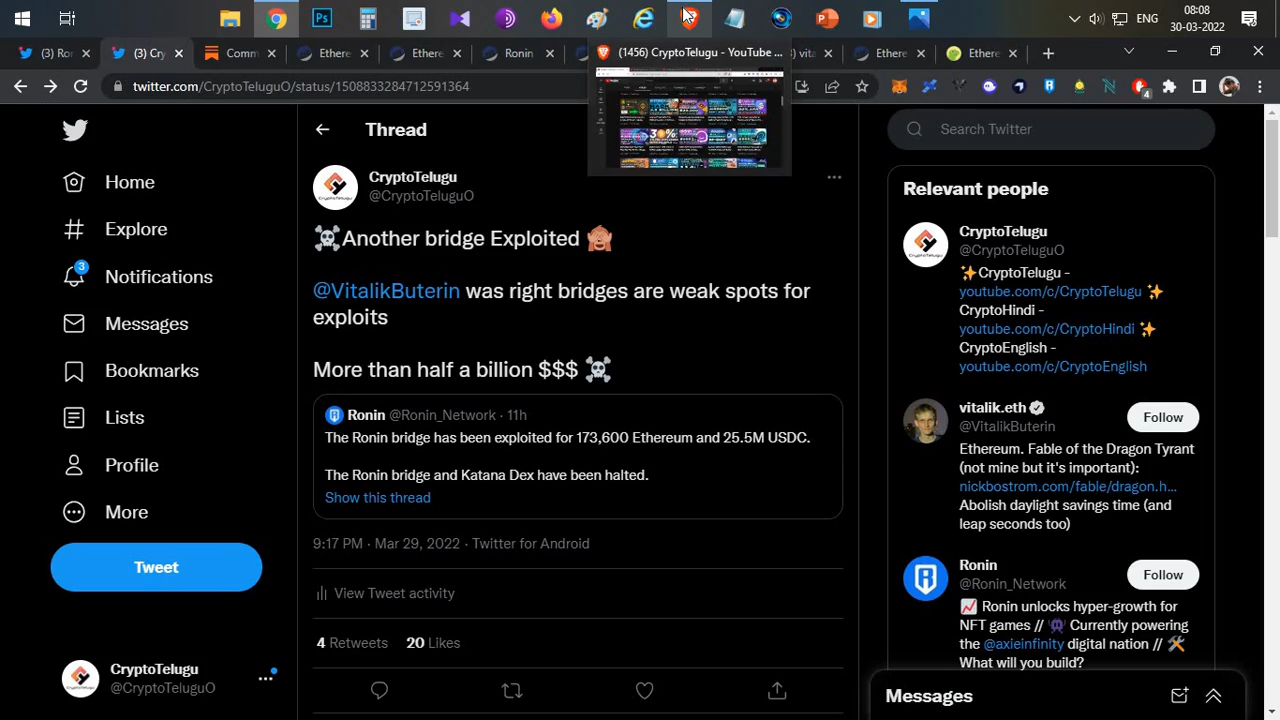 ENG
08:08
30-03-2022
(3) Ro
(3) Cr
Comm
Ethere
Ethere
Ronin
(1456) CryptoTelugu - YouTube ...
vita
Ethere
Ethere
twitter.com/CryptoTeluguO/status/1508833284712591364
4
Home
Explore
3
Notifications
Messages
Bookmarks
Lists
Profile
More
Tweet
CryptoTelugu
@CryptoTeluguO
Thread
CryptoTelugu
@CryptoTeluguO
☠️Another bridge Exploited 🙈
@VitalikButerin was right bridges are weak spots for
exploits
More than half a billion $$$ ☠️
Ronin @Ronin_Network · 11h
The Ronin bridge has been exploited for 173,600 Ethereum and 25.5M USDC.
The Ronin bridge and Katana Dex have been halted.
Show this thread
9:17 PM · Mar 29, 2022 · Twitter for Android
View Tweet activity
4 Retweets 20 Likes
Search Twitter
Relevant people
CryptoTelugu
@CryptoTeluguO
✨CryptoTelugu -
youtube.com/c/CryptoTelugu ✨
CryptoHindi -
youtube.com/c/CryptoHindi ✨
CryptoEnglish -
youtube.com/c/CryptoEnglish
vitalik.eth
@VitalikButerin
Follow
Ethereum. Fable of the Dragon Tyrant
(not mine but it's important):
nickbostrom.com/fable/dragon.h...
Abolish daylight savings time (and
leap seconds too)
Ronin
@Ronin_Network
Follow
📈 Ronin unlocks hyper-growth for
NFT games // 👾 Currently powering
the @axieinfinity digital nation // 🛠
What will you build?
Messages